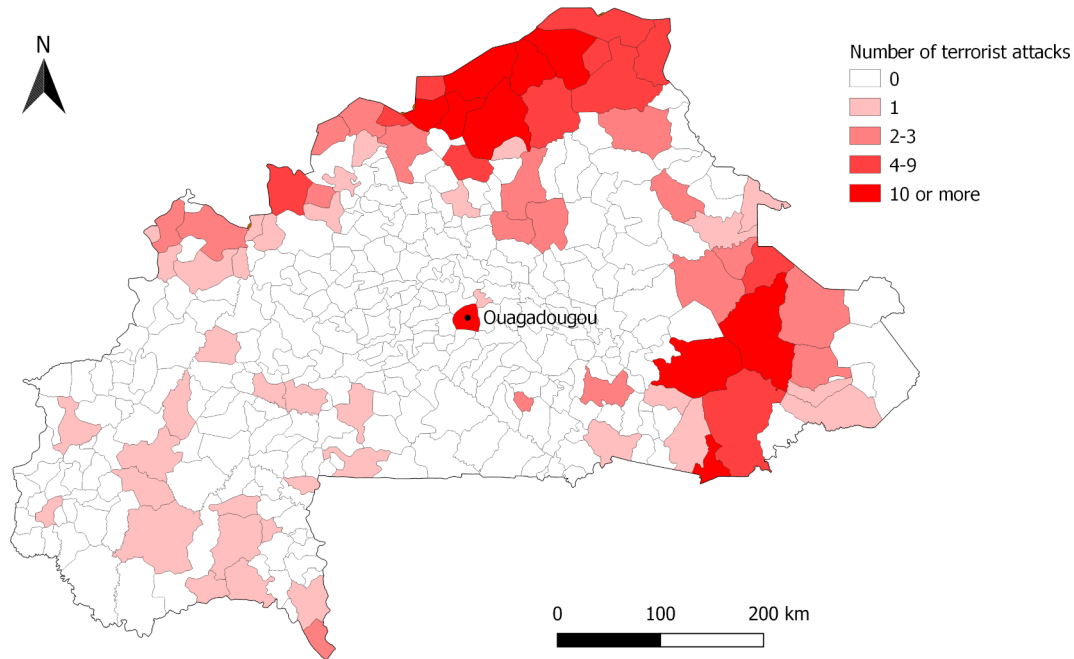 N
Number of terrorist attacks
0
1
2-3
4-9
10 or more
Ouagadougou
0 100 200 km